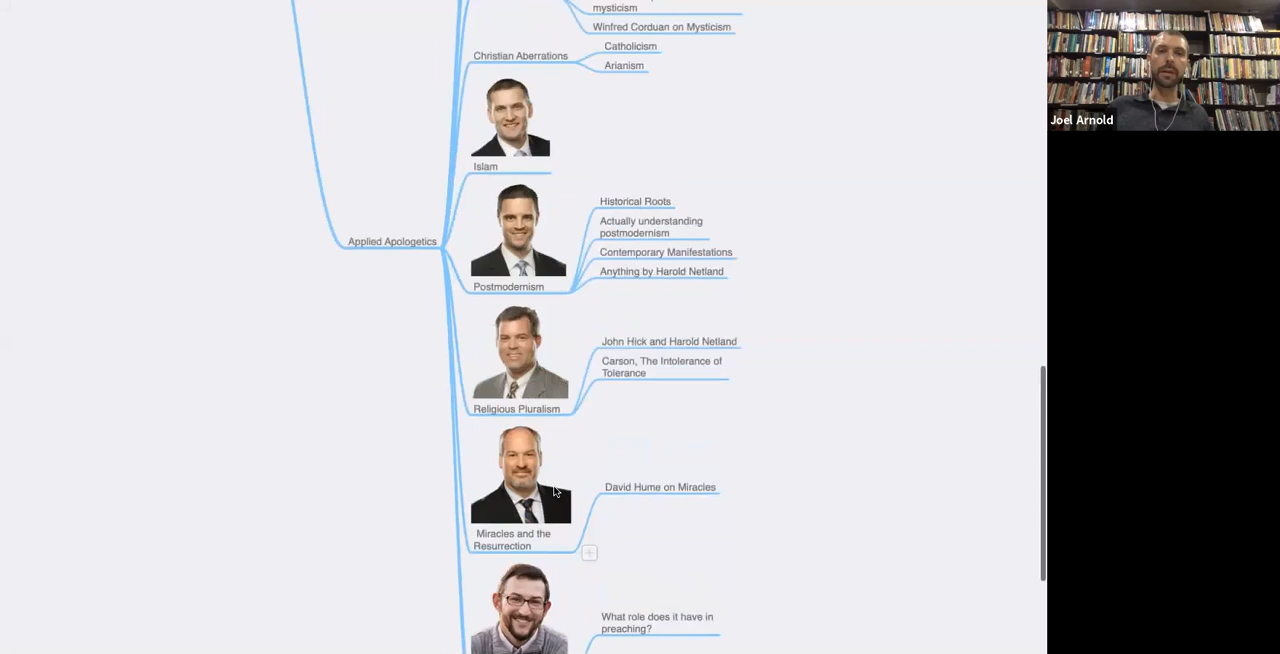 mysticism
Winfred Corduan on Mysticism
Christian Aberrations
Catholicism
Arianism
Islam
Applied Apologetics
Postmodernism
Historical Roots
Actually understanding
postmodernism
Contemporary Manifestations
Anything by Harold Netland
Religious Pluralism
John Hick and Harold Netland
Carson, The Intolerance of
Tolerance
Miracles and the
Resurrection
David Hume on Miracles
What role does it have in
preaching?
Joel Arnold